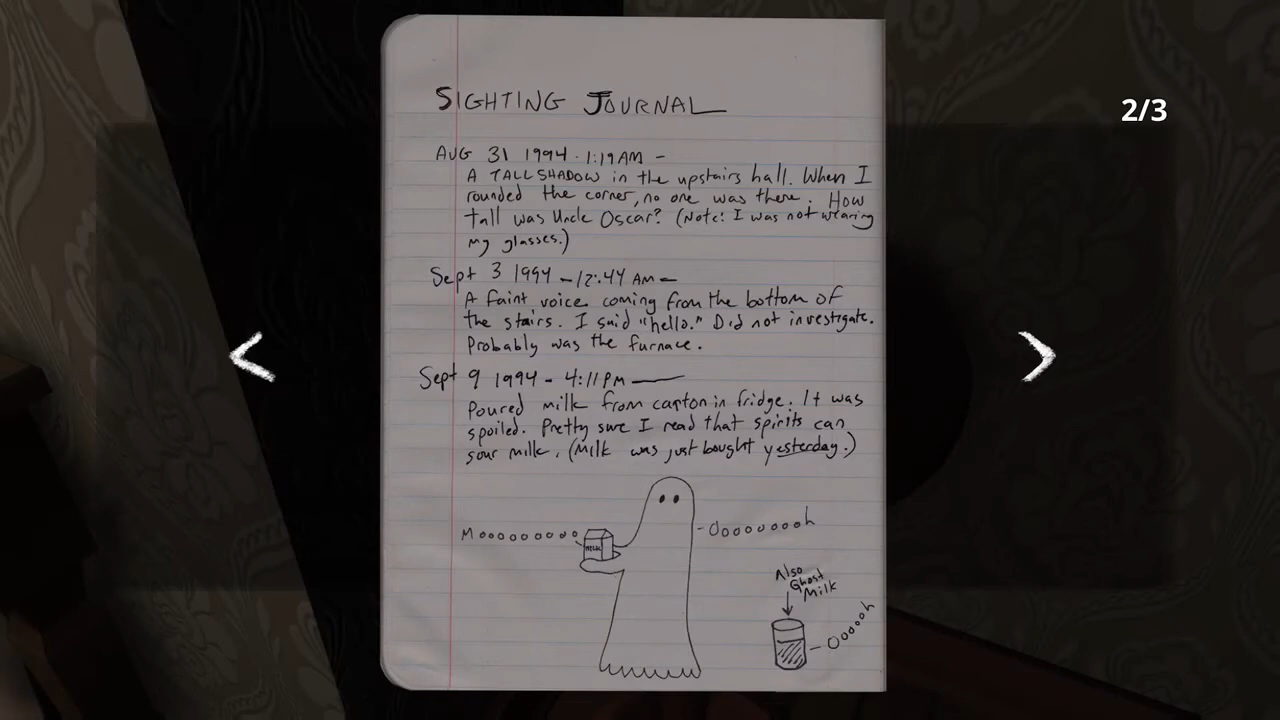 2/3
SIGHTING JOURNAL
AUG 31 1994 - 1:19AM -
A TALL SHADOW in the upstairs hall. When I
rounded the corner, no one was there. How
tall was Uncle Oscar? (Note: I was not wearing
my glasses.)
Sept 3 1994 - 12:44 AM -
A faint voice coming from the bottom of
the stairs. I said "hello." Did not investigate.
Probably was the furnace.
Sept 9 1994 - 4:11PM -
Poured milk from carton in fridge. It was
spoiled. Pretty sure I read that spirits can
sour milk. (Milk was just bought yesterday.)
Mooooooooo
MILK
-Oooooooh
Also
Ghost
Milk
-Ooooooh